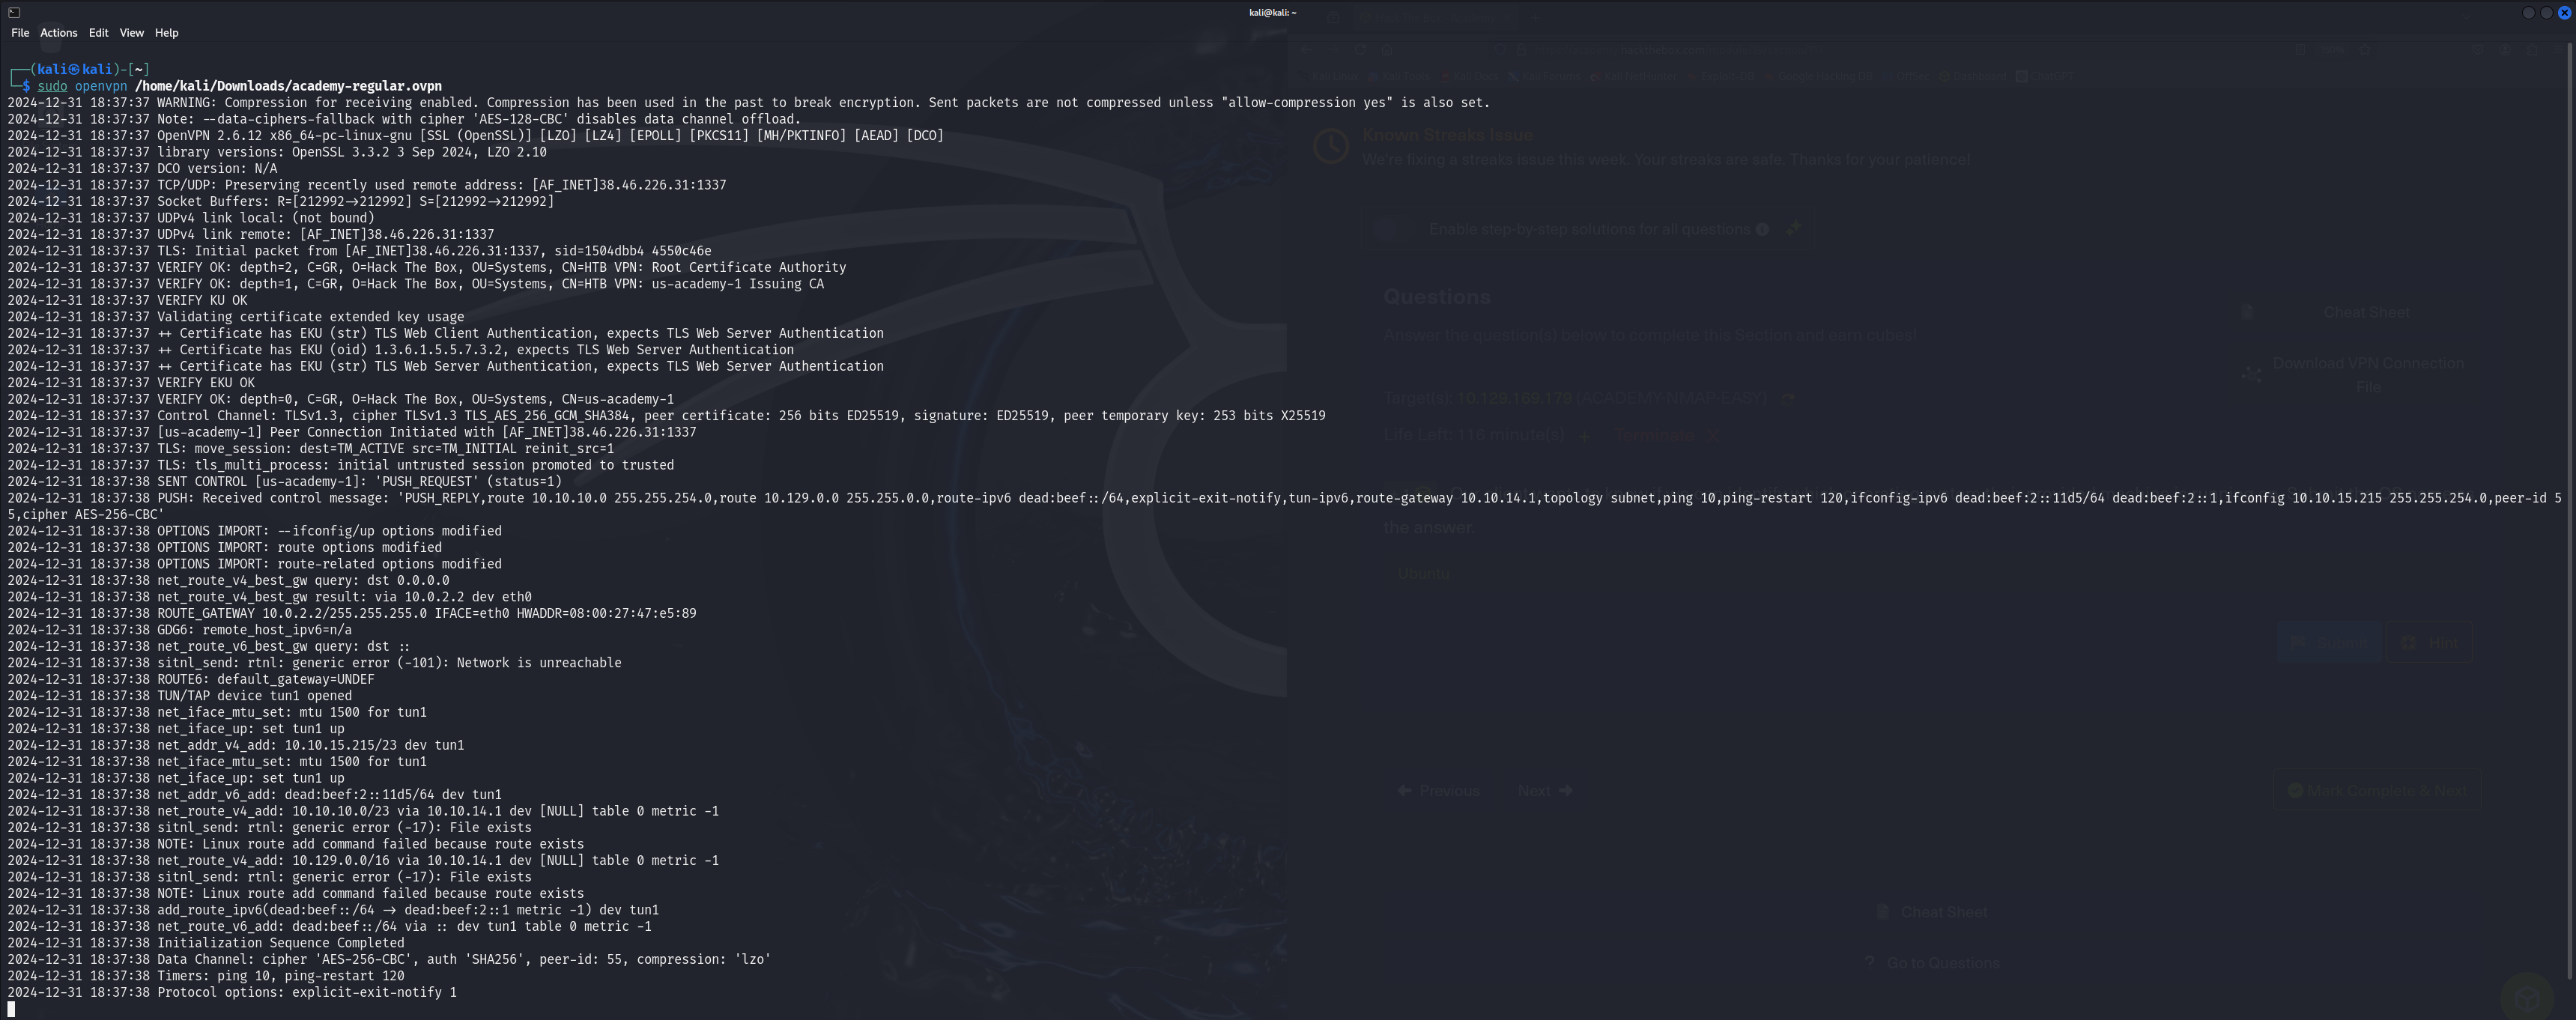 kali@kali: ~
File Actions Edit View Help
┌──(kali㉿kali)-[~]
└─$ sudo openvpn /home/kali/Downloads/academy-regular.ovpn
2024-12-31 18:37:37 WARNING: Compression for receiving enabled. Compression has been used in the past to break encryption. Sent packets are not compressed unless "allow-compression yes" is also set.
2024-12-31 18:37:37 Note: --data-ciphers-fallback with cipher 'AES-128-CBC' disables data channel offload.
2024-12-31 18:37:37 OpenVPN 2.6.12 x86_64-pc-linux-gnu [SSL (OpenSSL)] [LZO] [LZ4] [EPOLL] [PKCS11] [MH/PKTINFO] [AEAD] [DCO]
2024-12-31 18:37:37 library versions: OpenSSL 3.3.2 3 Sep 2024, LZO 2.10
2024-12-31 18:37:37 DCO version: N/A
2024-12-31 18:37:37 TCP/UDP: Preserving recently used remote address: [AF_INET]38.46.226.31:1337
2024-12-31 18:37:37 Socket Buffers: R=[212992->212992] S=[212992->212992]
2024-12-31 18:37:37 UDPv4 link local: (not bound)
2024-12-31 18:37:37 UDPv4 link remote: [AF_INET]38.46.226.31:1337
2024-12-31 18:37:37 TLS: Initial packet from [AF_INET]38.46.226.31:1337, sid=1504dbb4 4550c46e
2024-12-31 18:37:37 VERIFY OK: depth=2, C=GR, O=Hack The Box, OU=Systems, CN=HTB VPN: Root Certificate Authority
2024-12-31 18:37:37 VERIFY OK: depth=1, C=GR, O=Hack The Box, OU=Systems, CN=HTB VPN: us-academy-1 Issuing CA
2024-12-31 18:37:37 VERIFY KU OK
2024-12-31 18:37:37 Validating certificate extended key usage
2024-12-31 18:37:37 ++ Certificate has EKU (str) TLS Web Client Authentication, expects TLS Web Server Authentication
2024-12-31 18:37:37 ++ Certificate has EKU (oid) 1.3.6.1.5.5.7.3.2, expects TLS Web Server Authentication
2024-12-31 18:37:37 ++ Certificate has EKU (str) TLS Web Server Authentication, expects TLS Web Server Authentication
2024-12-31 18:37:37 VERIFY EKU OK
2024-12-31 18:37:37 VERIFY OK: depth=0, C=GR, O=Hack The Box, OU=Systems, CN=us-academy-1
2024-12-31 18:37:37 Control Channel: TLSv1.3, cipher TLSv1.3 TLS_AES_256_GCM_SHA384, peer certificate: 256 bits ED25519, signature: ED25519, peer temporary key: 253 bits X25519
2024-12-31 18:37:37 [us-academy-1] Peer Connection Initiated with [AF_INET]38.46.226.31:1337
2024-12-31 18:37:37 TLS: move_session: dest=TM_ACTIVE src=TM_INITIAL reinit_src=1
2024-12-31 18:37:37 TLS: tls_multi_process: initial untrusted session promoted to trusted
2024-12-31 18:37:38 SENT CONTROL [us-academy-1]: 'PUSH_REQUEST' (status=1)
2024-12-31 18:37:38 PUSH: Received control message: 'PUSH_REPLY,route 10.10.10.0 255.255.254.0,route 10.129.0.0 255.255.0.0,route-ipv6 dead:beef::/64,explicit-exit-notify,tun-ipv6,route-gateway 10.10.14.1,topology subnet,ping 10,ping-restart 120,ifconfig-ipv6 dead:beef:2::11d5/64 dead:beef:2::1,ifconfig 10.10.15.215 255.255.254.0,peer-id 5
5,cipher AES-256-CBC'
2024-12-31 18:37:38 OPTIONS IMPORT: --ifconfig/up options modified
2024-12-31 18:37:38 OPTIONS IMPORT: route options modified
2024-12-31 18:37:38 OPTIONS IMPORT: route-related options modified
2024-12-31 18:37:38 net_route_v4_best_gw query: dst 0.0.0.0
2024-12-31 18:37:38 net_route_v4_best_gw result: via 10.0.2.2 dev eth0
2024-12-31 18:37:38 ROUTE_GATEWAY 10.0.2.2/255.255.255.0 IFACE=eth0 HWADDR=08:00:27:47:e5:89
2024-12-31 18:37:38 GDG6: remote_host_ipv6=n/a
2024-12-31 18:37:38 net_route_v6_best_gw query: dst ::
2024-12-31 18:37:38 sitnl_send: rtnl: generic error (-101): Network is unreachable
2024-12-31 18:37:38 ROUTE6: default_gateway=UNDEF
2024-12-31 18:37:38 TUN/TAP device tun1 opened
2024-12-31 18:37:38 net_iface_mtu_set: mtu 1500 for tun1
2024-12-31 18:37:38 net_iface_up: set tun1 up
2024-12-31 18:37:38 net_addr_v4_add: 10.10.15.215/23 dev tun1
2024-12-31 18:37:38 net_iface_mtu_set: mtu 1500 for tun1
2024-12-31 18:37:38 net_iface_up: set tun1 up
2024-12-31 18:37:38 net_addr_v6_add: dead:beef:2::11d5/64 dev tun1
2024-12-31 18:37:38 net_route_v4_add: 10.10.10.0/23 via 10.10.14.1 dev [NULL] table 0 metric -1
2024-12-31 18:37:38 sitnl_send: rtnl: generic error (-17): File exists
2024-12-31 18:37:38 NOTE: Linux route add command failed because route exists
2024-12-31 18:37:38 net_route_v4_add: 10.129.0.0/16 via 10.10.14.1 dev [NULL] table 0 metric -1
2024-12-31 18:37:38 sitnl_send: rtnl: generic error (-17): File exists
2024-12-31 18:37:38 NOTE: Linux route add command failed because route exists
2024-12-31 18:37:38 add_route_ipv6(dead:beef::/64 -> dead:beef:2::1 metric -1) dev tun1
2024-12-31 18:37:38 net_route_v6_add: dead:beef::/64 via :: dev tun1 table 0 metric -1
2024-12-31 18:37:38 Initialization Sequence Completed
2024-12-31 18:37:38 Data Channel: cipher 'AES-256-CBC', auth 'SHA256', peer-id: 55, compression: 'lzo'
2024-12-31 18:37:38 Timers: ping 10, ping-restart 120
2024-12-31 18:37:38 Protocol options: explicit-exit-notify 1
Known Streaks Issue
We're fixing a streaks issue this week. Your streaks are safe. Thanks for your patience!
Enable step-by-step solutions for all questions
Questions
Answer the question(s) below to complete this Section and earn cubes!
Cheat Sheet
Download VPN Connection
File
Target(s): 10.129.169.179 (ACADEMY-NMAP-EASY)
Life Left: 118 minute(s) + Terminate
the answer.
Ubuntu
Submit
Hint
Previous
Next
Mark Complete & Next
Cheat Sheet
Go to Questions